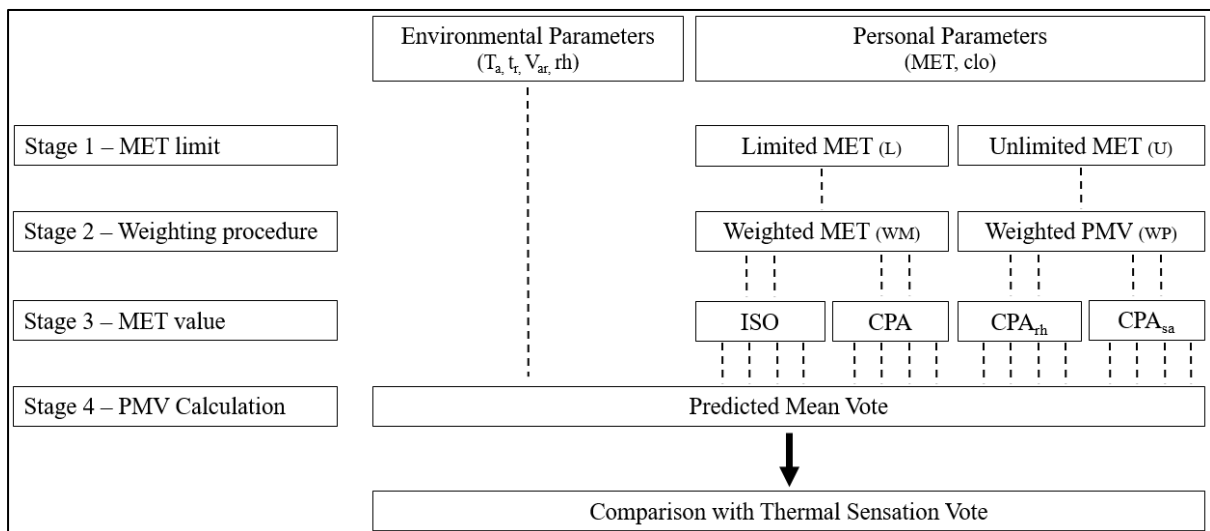 Environmental Parameters
(Ta, tr, Var, rh)
Personal Parameters
(MET, clo)
Stage 1 – MET limit
Limited MET (L)
Unlimited MET (U)
Stage 2 – Weighting procedure
Weighted MET (WM)
Weighted PMV (WP)
Stage 3 – MET value
ISO
CPA
CPArh
CPAsa
Stage 4 – PMV Calculation
Predicted Mean Vote
Comparison with Thermal Sensation Vote